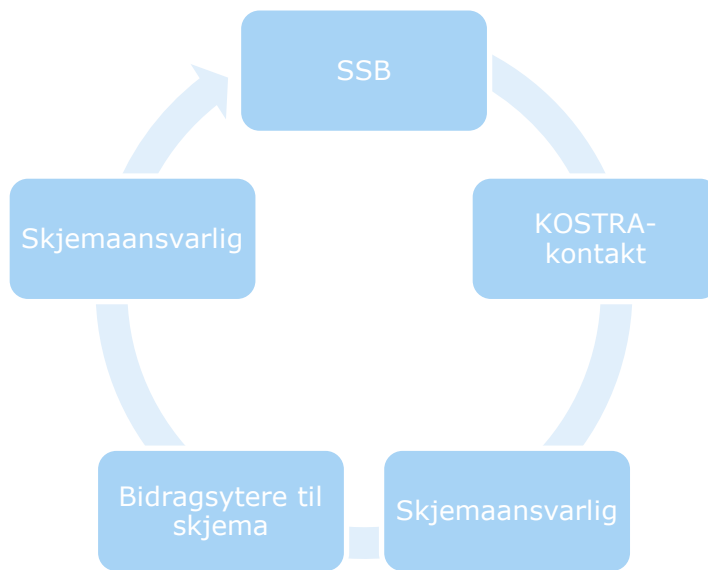 SSB
KOSTRA-
kontakt
Skjemaansvarlig
Bidragsytere til
skjema
Skjemaansvarlig